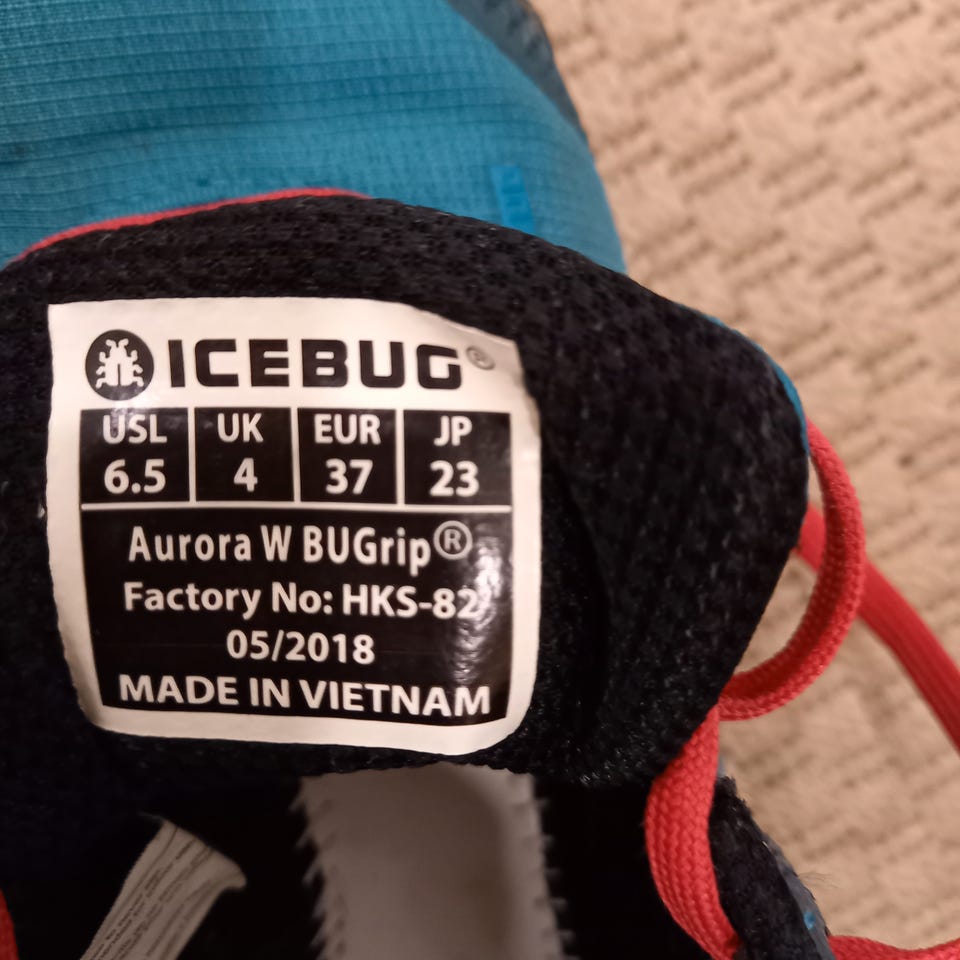 ICEBUG®
USL UK EUR JP
6.5 4 37 23
Aurora W BUGrip®
Factory No: HKS-82
05/2018
MADE IN VIETNAM